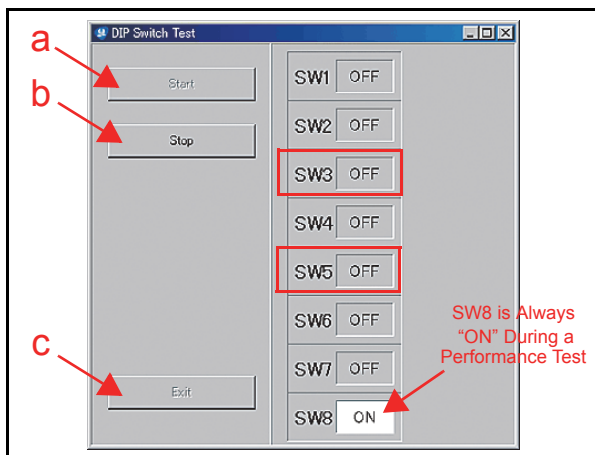 DIP Switch Test
a
Start
b
Stop
c
Exit
SW1 OFF
SW2 OFF
SW3 OFF
SW4 OFF
SW5 OFF
SW6 OFF
SW7 OFF
SW8 ON
SW8 is Always
“ON” During a
Performance Test